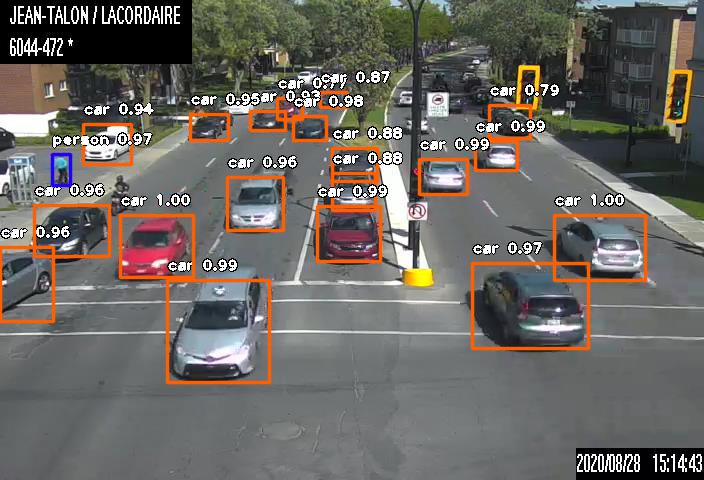 JEAN-TALON / LACORDAIRE
6044-472 *
car 0.87
car 0.98
car 0.79
car 0.94
car 0.95
car 0.99
person 0.97
car 0.88
car 0.99
car 0.88
car 0.96
car 0.96
car 1.00
car 0.99
car 1.00
car 0.96
car 0.97
car 0.99
2020/08/28 15:14:43